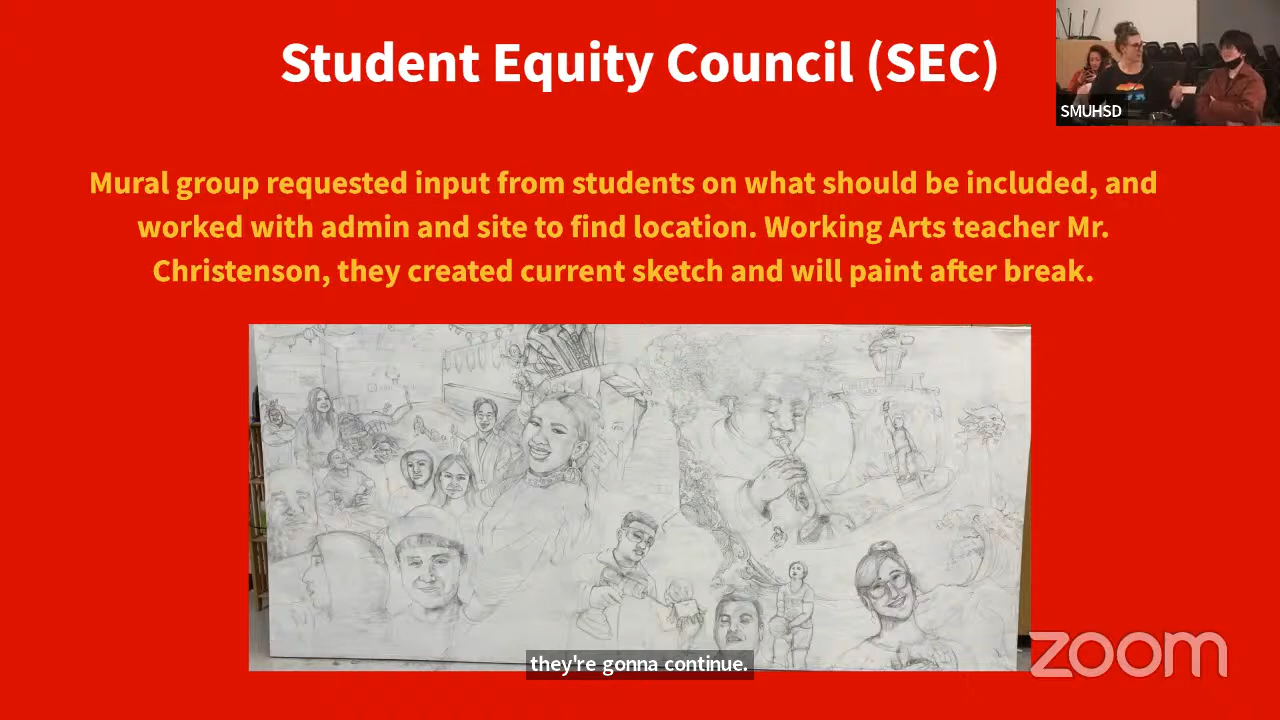 Student Equity Council (SEC)
SMUHSD
Mural group requested input from students on what should be included, and
worked with admin and site to find location. Working Arts teacher Mr.
Christenson, they created current sketch and will paint after break.
they're gonna continue.
zoom